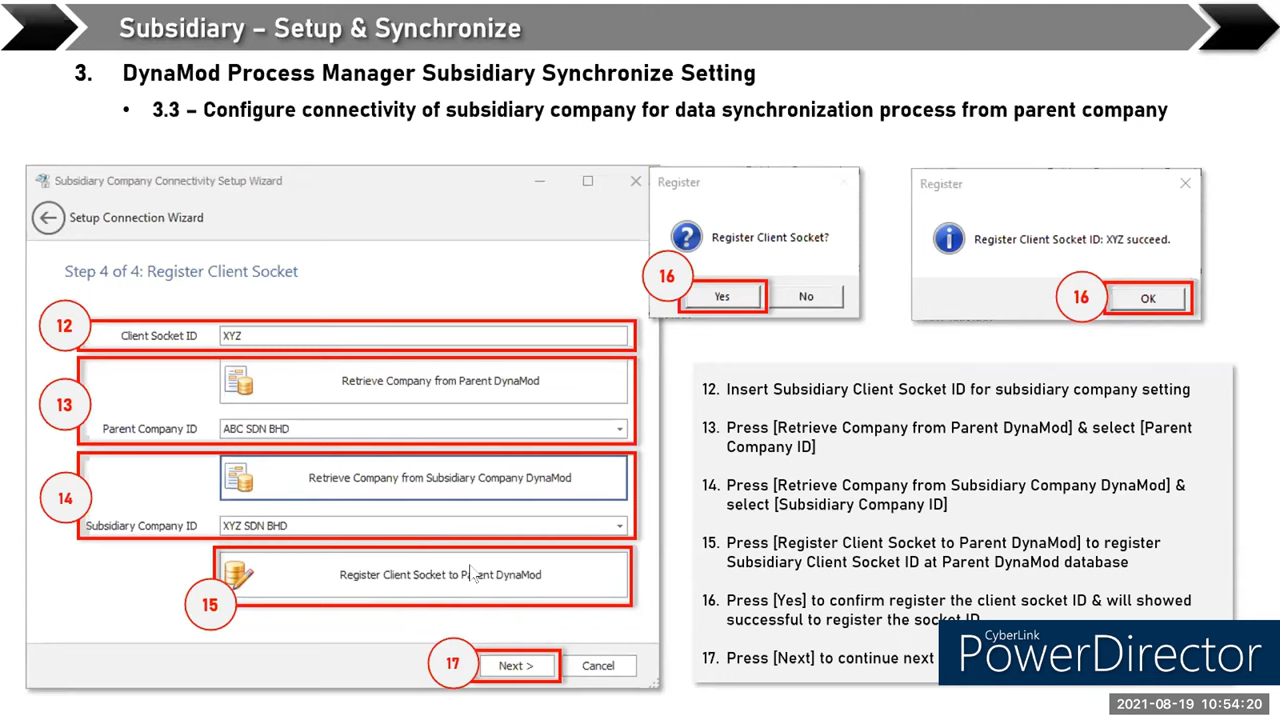 Subsidiary – Setup & Synchronize
3. DynaMod Process Manager Subsidiary Synchronize Setting
• 3.3 – Configure connectivity of subsidiary company for data synchronization process from parent company
Subsidiary Company Connectivity Setup Wizard
Setup Connection Wizard
Step 4 of 4: Register Client Socket
12
Client Socket ID XYZ
13
Retrieve Company from Parent DynaMod
Parent Company ID ABC SDN BHD
14
Retrieve Company from Subsidiary Company DynaMod
Subsidiary Company ID XYZ SDN BHD
15
Register Client Socket to Parent DynaMod
17
Next > Cancel
Register
Register Client Socket?
16
Yes No
Register
Register Client Socket ID: XYZ succeed.
16
OK
12. Insert Subsidiary Client Socket ID for subsidiary company setting
13. Press [Retrieve Company from Parent DynaMod] & select [Parent
Company ID]
14. Press [Retrieve Company from Subsidiary Company DynaMod] &
select [Subsidiary Company ID]
15. Press [Register Client Socket to Parent DynaMod] to register
Subsidiary Client Socket ID at Parent DynaMod database
16. Press [Yes] to confirm register the client socket ID & will showed
successful to register the socket ID
17. Press [Next] to continue next
CyberLink
PowerDirector
2021-08-19 10:54:20